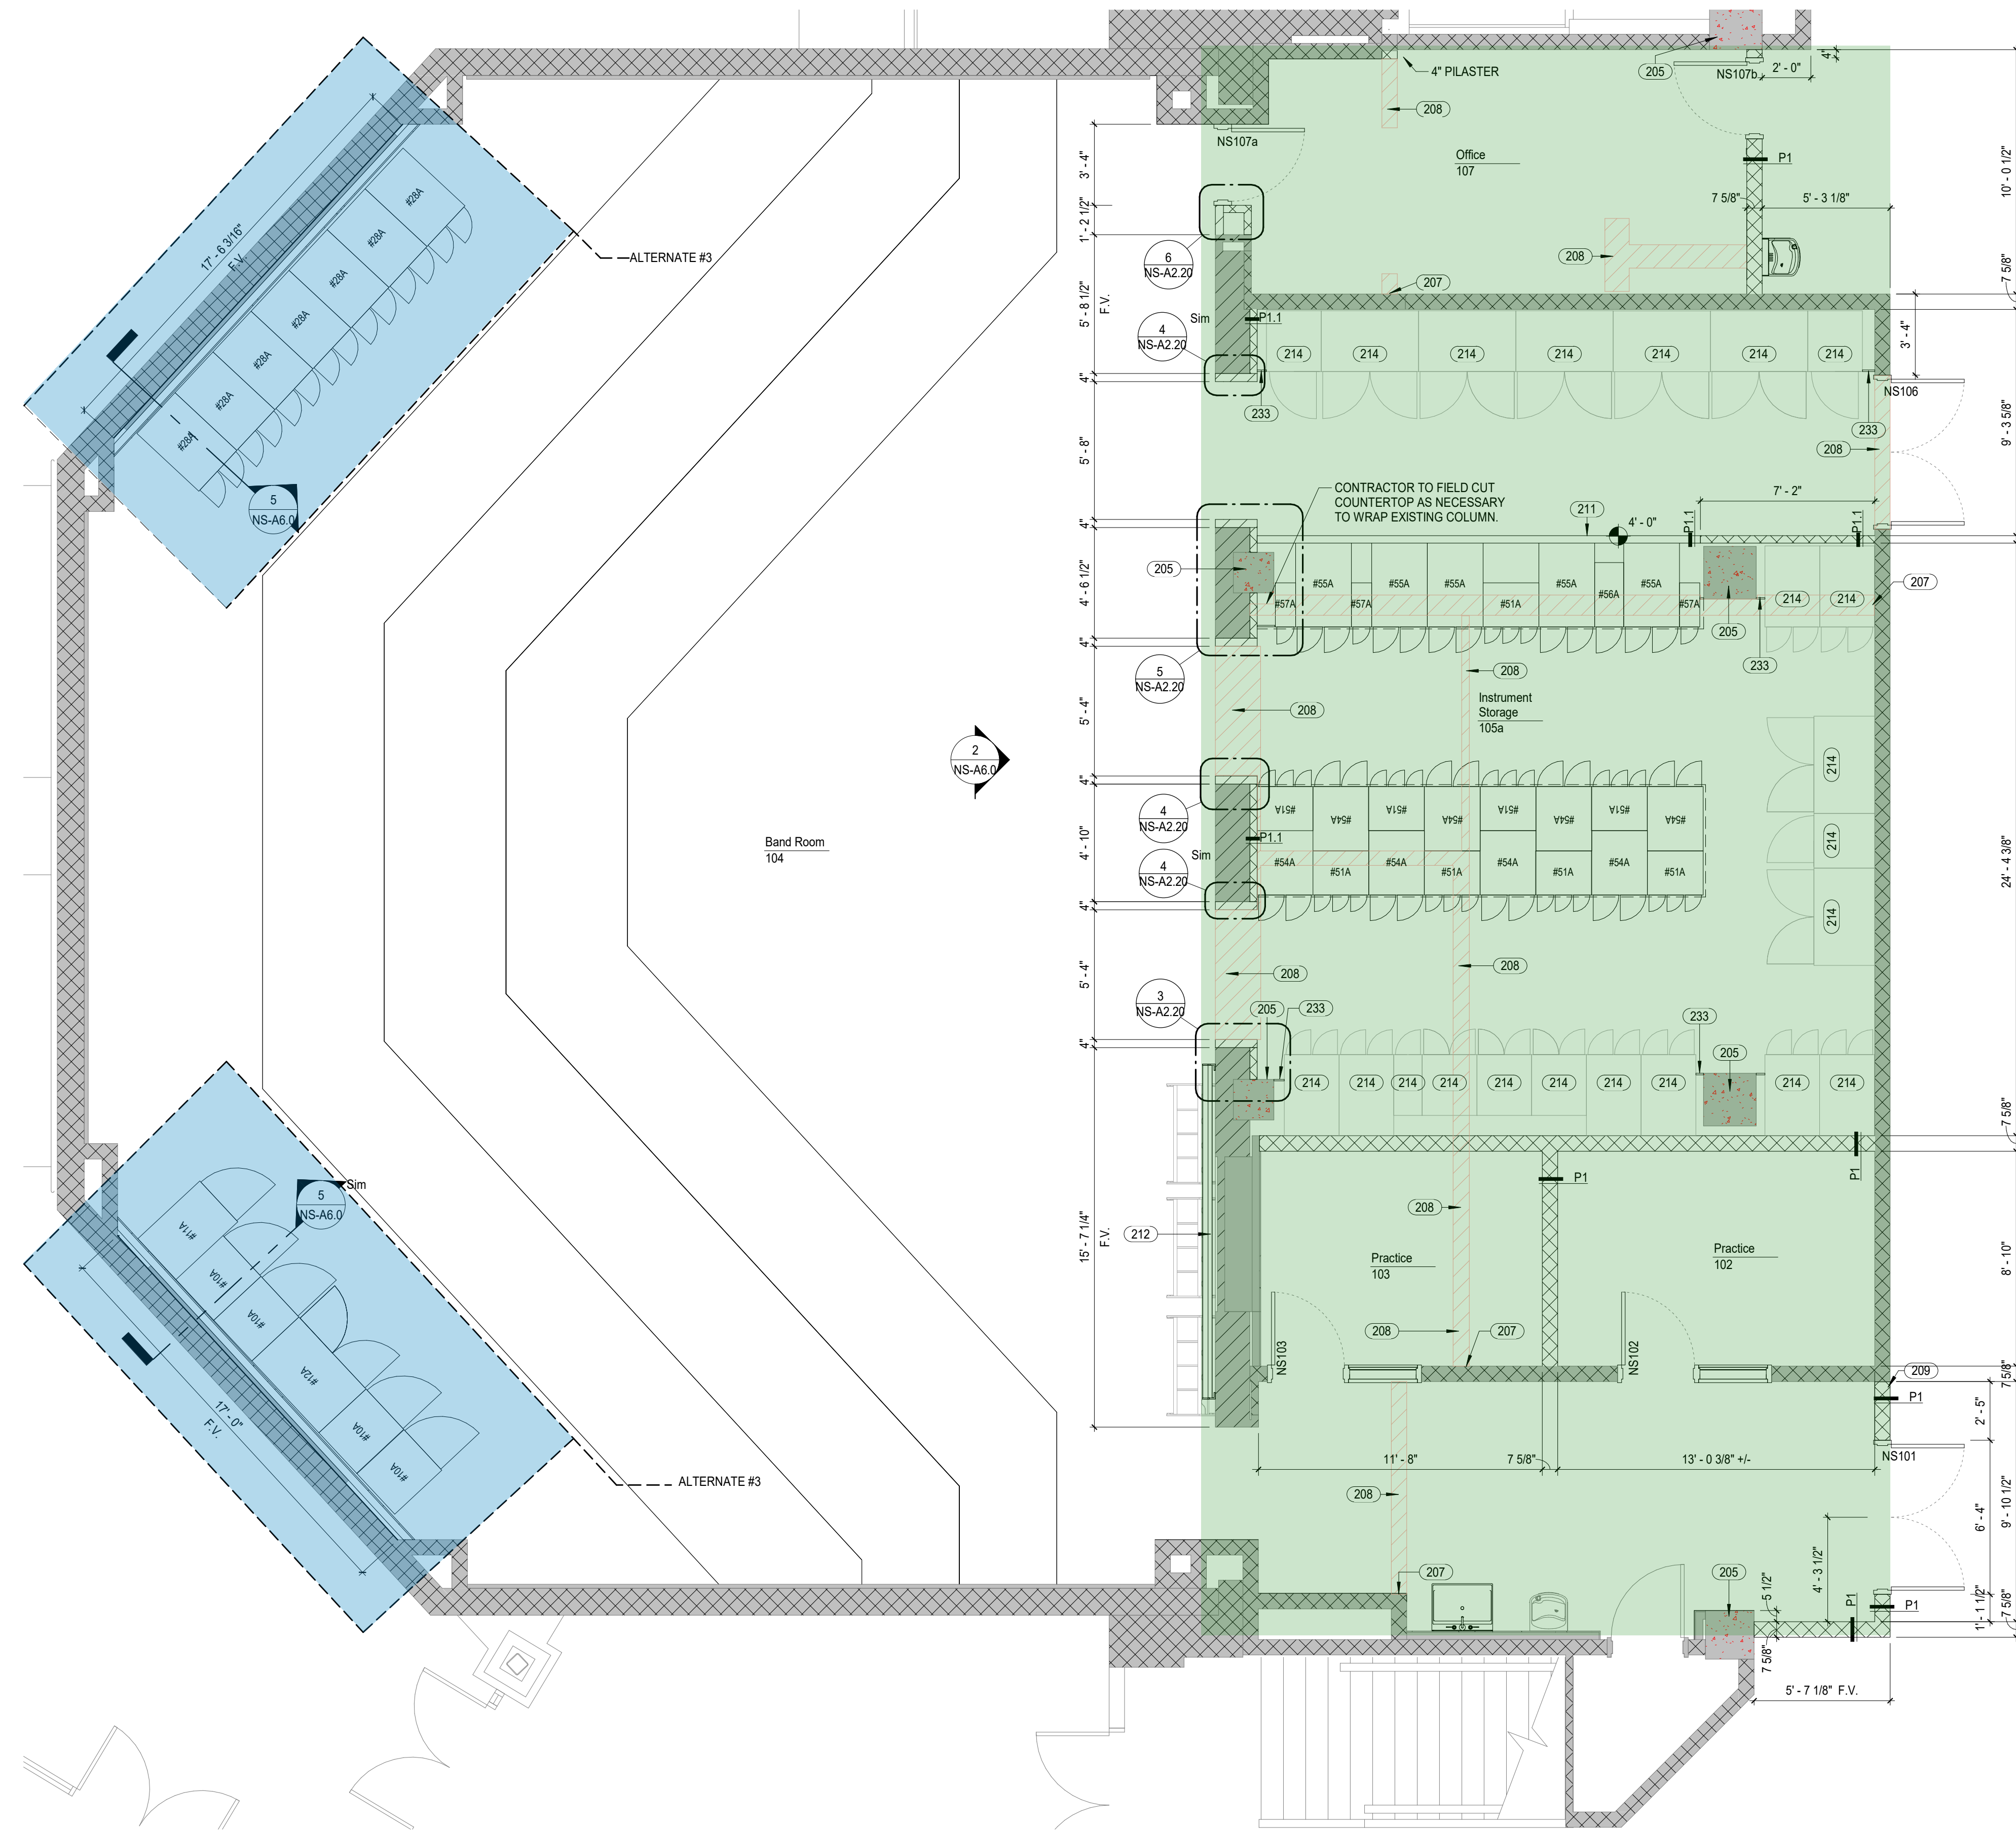 4" PILASTER
205
NS107b
2' - 0"
4"
208
NS107a
Office
107
P1
7 5/8"
5' - 3 1/8"
10' - 0 1/2"
3' - 4"
1' - 2 1/2"
6
NS-A2.20
208
207
7 5/8"
5' - 8 1/2"
F.V.
Sim
4
NS-A2.20
P1.1
3' - 4"
214
214
214
214
214
214
214
4"
233
233
NS106
208
9' - 3 5/8"
5' - 8"
17' - 6 3/16"
F.V.
#28A
#28A
#28A
#28A
#28A
#28A
#28A
ALTERNATE #3
5
NS-A6.0
CONTRACTOR TO FIELD CUT
COUNTERTOP AS NECESSARY
TO WRAP EXISTING COLUMN.
211
4' - 0"
7' - 2"
P1.1
P1.1
4"
205
4' - 6 1/2"
#55A
#55A
#55A
#55A
#55A
#57A
#57A
#51A
#56A
#57A
205
214
214
207
233
4"
5
NS-A2.20
208
208
Instrument
Storage
105a
5' - 4"
2
NS-A6.0
214
214
214
24' - 4 3/8"
4"
4
NS-A2.20
#51A
#54A
#51A
#54A
#51A
#54A
#51A
#54A
P1.1
4' - 10"
Band Room
104
Sim
4
NS-A2.20
#54A
#51A
#54A
#51A
#54A
#51A
#54A
#51A
4"
208
208
5' - 4"
3
NS-A2.20
205
233
233
205
4"
214
214
214
214
214
214
214
214
214
214
7 5/8"
P1
P1
208
212
15' - 7 1/4"
F.V.
Practice
103
Practice
102
8' - 10"
5
NS-A6.0
Sim
#11A
#10A
#10A
#12A
#10A
#10A
17' - 0"
F.V.
ALTERNATE #3
208
207
NS103
NS102
209
P1
7 5/8"
2' - 5"
NS101
11' - 8"
7 5/8"
13' - 0 3/8" +/-
208
6' - 4"
9' - 10 1/2"
4' - 3 1/2"
207
205
5 1/2"
P1
P1
1' - 1 1/2"
7 5/8"
7 5/8"
5' - 7 1/8" F.V.